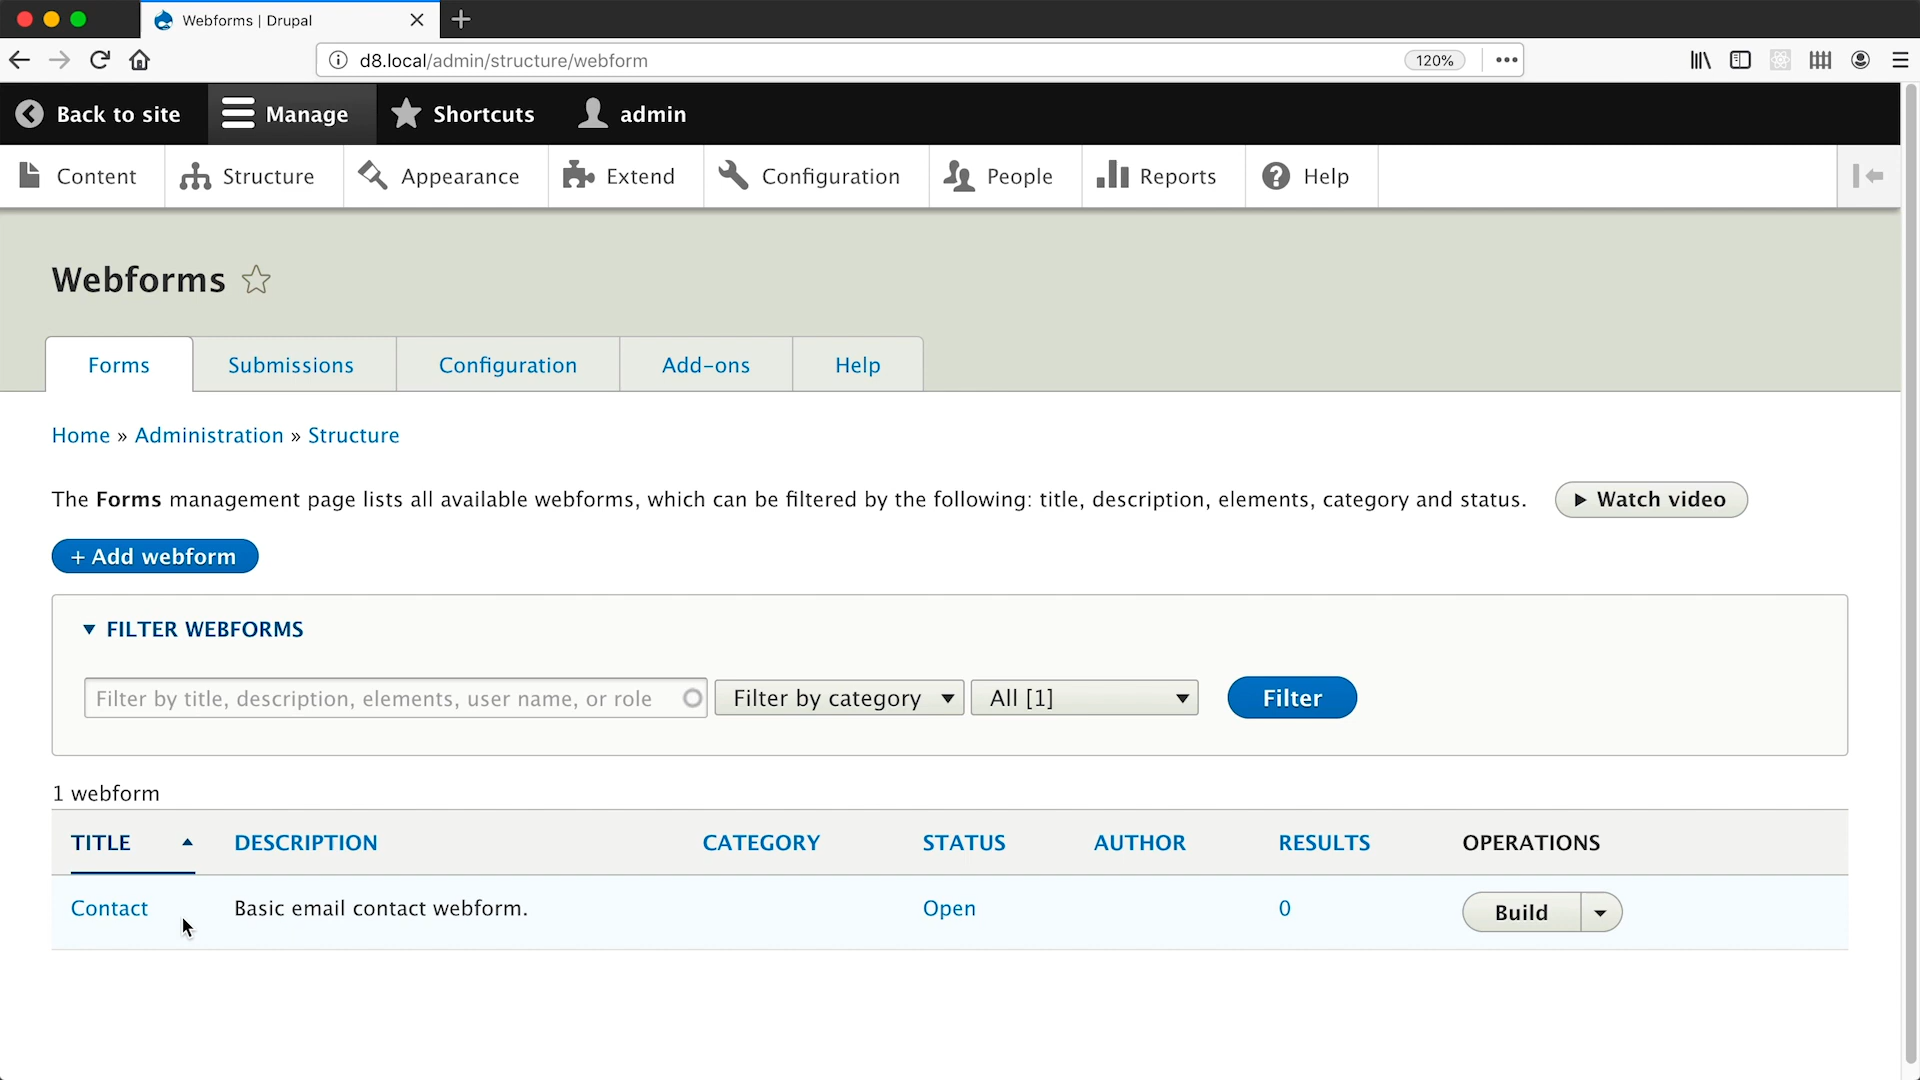 Webforms | Drupal
d8.local/admin/structure/webform
120%
Back to site
Manage
Shortcuts
admin
Content
Structure
Appearance
Extend
Configuration
People
Reports
Help
Webforms
Forms
Submissions
Configuration
Add-ons
Help
Home » Administration » Structure
The Forms management page lists all available webforms, which can be filtered by the following: title, description, elements, category and status.
Watch video
+ Add webform
FILTER WEBFORMS
Filter by title, description, elements, user name, or role
Filter by category
All [1]
Filter
1 webform
TITLE DESCRIPTION CATEGORY STATUS AUTHOR RESULTS OPERATIONS
Contact Basic email contact webform. Open 0 Build